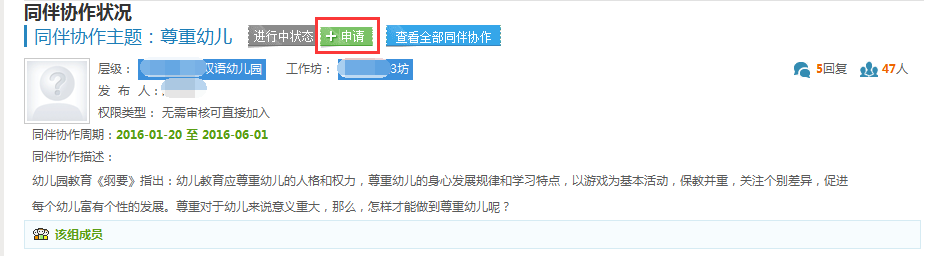 同伴协作状况
同伴协作主题：尊重幼儿 进行中状态 申请 查看全部同伴协作
层级： 汉语幼儿园 工作坊： 3坊 5回复 47人
发 布 人：
权限类型： 无需审核可直接加入
同伴协作周期：2016-01-20 至 2016-06-01
同伴协作描述：
幼儿园教育《纲要》指出：幼儿教育应尊重幼儿的人格和权力，尊重幼儿的身心发展规律和学习特点，以游戏为基本活动，保教并重，关注个别差异，促进
每个幼儿富有个性的发展。尊重对于幼儿来说意义重大，那么，怎样才能做到尊重幼儿呢？
该组成员